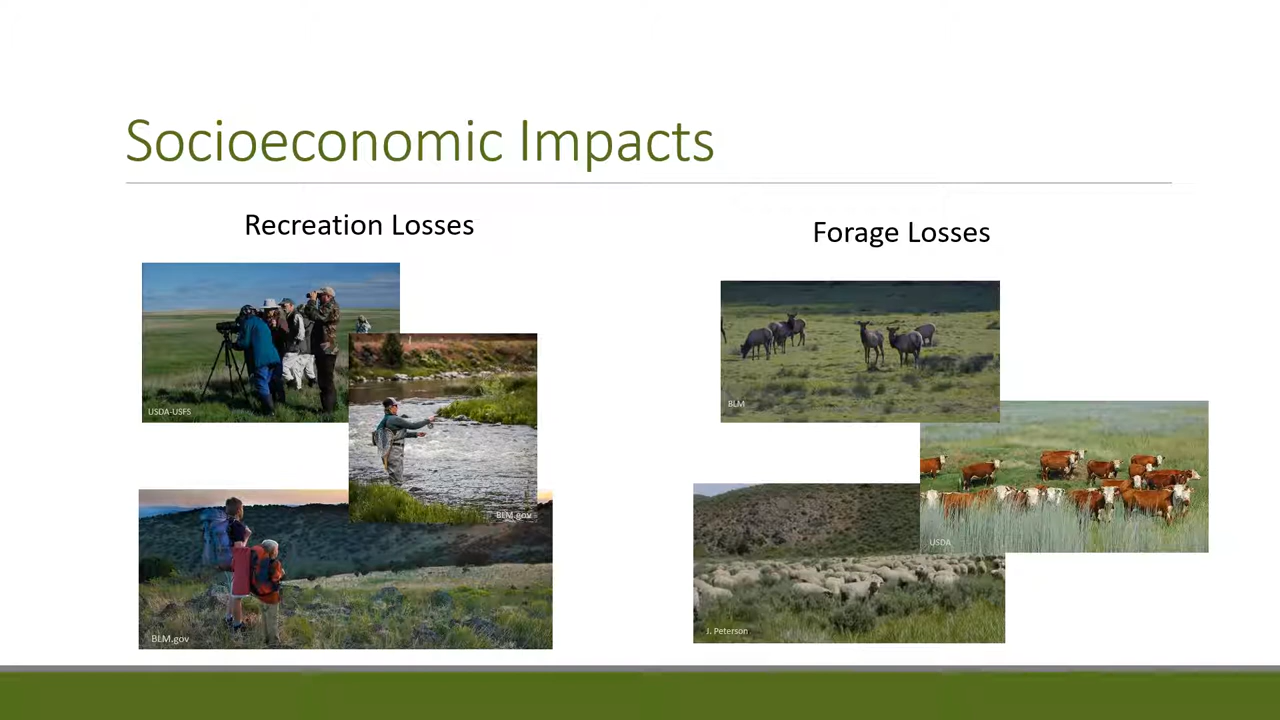 Socioeconomic Impacts
Recreation Losses
Forage Losses
USDA-USFS
BLM.gov
BLM.gov
BLM
USDA
J. Peterson